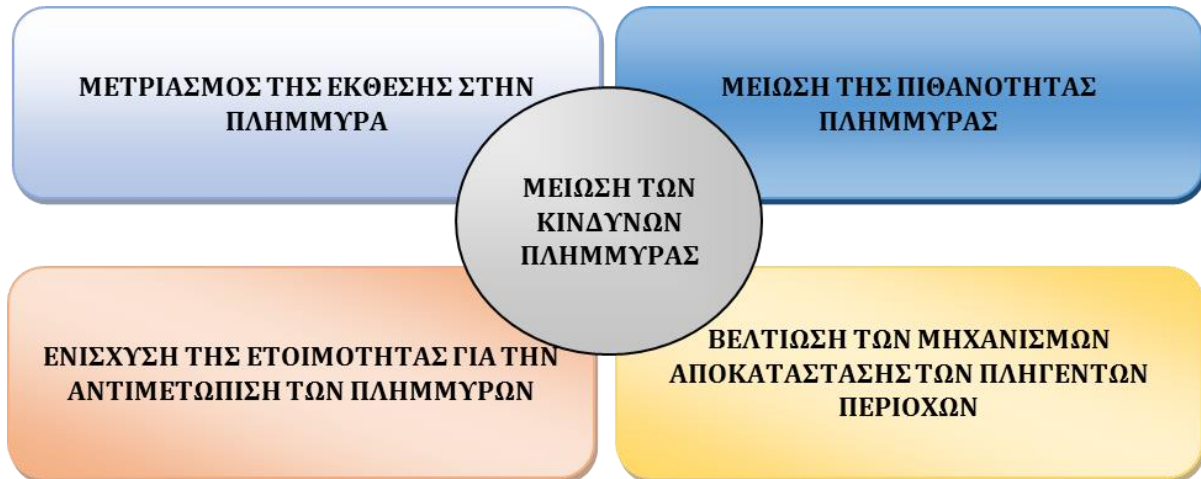 ΜΕΤΡΙΑΣΜΟΣ ΤΗΣ ΕΚΘΕΣΗΣ ΣΤΗΝ
ΠΛΗΜΜΥΡΑ
ΜΕΙΩΣΗ ΤΗΣ ΠΙΘΑΝΟΤΗΤΑΣ
ΠΛΗΜΜΥΡΑΣ
ΜΕΙΩΣΗ ΤΩΝ
ΚΙΝΔΥΝΩΝ
ΠΛΗΜΜΥΡΑΣ
ΕΝΙΣΧΥΣΗ ΤΗΣ ΕΤΟΙΜΟΤΗΤΑΣ ΓΙΑ ΤΗΝ
ΑΝΤΙΜΕΤΩΠΙΣΗ ΤΩΝ ΠΛΗΜΜΥΡΩΝ
ΒΕΛΤΙΩΣΗ ΤΩΝ ΜΗΧΑΝΙΣΜΩΝ
ΑΠΟΚΑΤΑΣΤΑΣΗΣ ΤΩΝ ΠΛΗΓΕΝΤΩΝ
ΠΕΡΙΟΧΩΝ